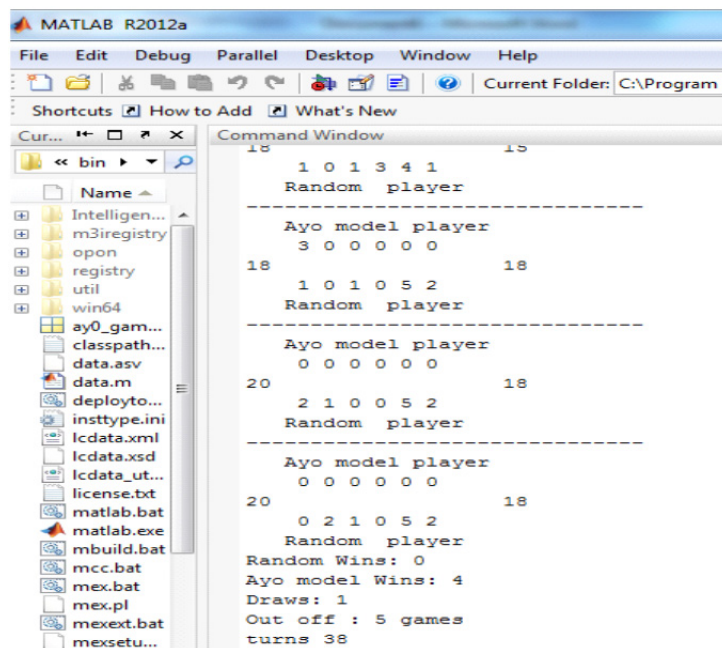 MATLAB R2012a
File Edit Debug Parallel Desktop Window Help
Current Folder: C:\Program
Shortcuts How to Add What's New
Cur...
Command Window
« bin
Name
Intelligen...
m3iregistry
opon
registry
util
win64
ay0_gam...
classpath...
data.asv
data.m
deployto...
insttype.ini
lcdata.xml
lcdata.xsd
lcdata_ut...
license.txt
matlab.bat
matlab.exe
mbuild.bat
mcc.bat
mex.bat
mex.pl
mexext.bat
mexsetu...
18 15
1 0 1 3 4 1
Random player
--------------------------------
Ayo model player
3 0 0 0 0 0
18 18
1 0 1 0 5 2
Random player
--------------------------------
Ayo model player
0 0 0 0 0 0
20 18
2 1 0 0 5 2
Random player
--------------------------------
Ayo model player
0 0 0 0 0 0
20 18
0 2 1 0 5 2
Random player
Random Wins: 0
Ayo model Wins: 4
Draws: 1
Out off : 5 games
turns 38